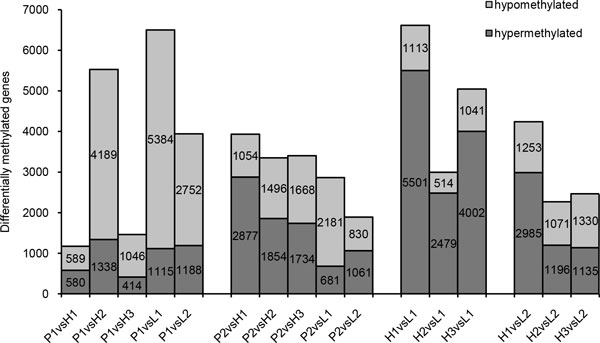 hypomethylated
hypermethylated
Differentially methylated genes
7000
6000
5000
4000
3000
2000
1000
0
589
580
4189
1338
1046
414
5384
1115
2752
1188
1054
2877
1496
1854
1668
1734
2181
681
830
1061
1113
5501
514
2479
1041
4002
1253
2985
1071
1196
1330
1135
P1vsH1
P1vsH2
P1vsH3
P1vsL1
P1vsL2
P2vsH1
P2vsH2
P2vsH3
P2vsL1
P2vsL2
H1vsL1
H2vsL1
H3vsL1
H1vsL2
H2vsL2
H3vsL2